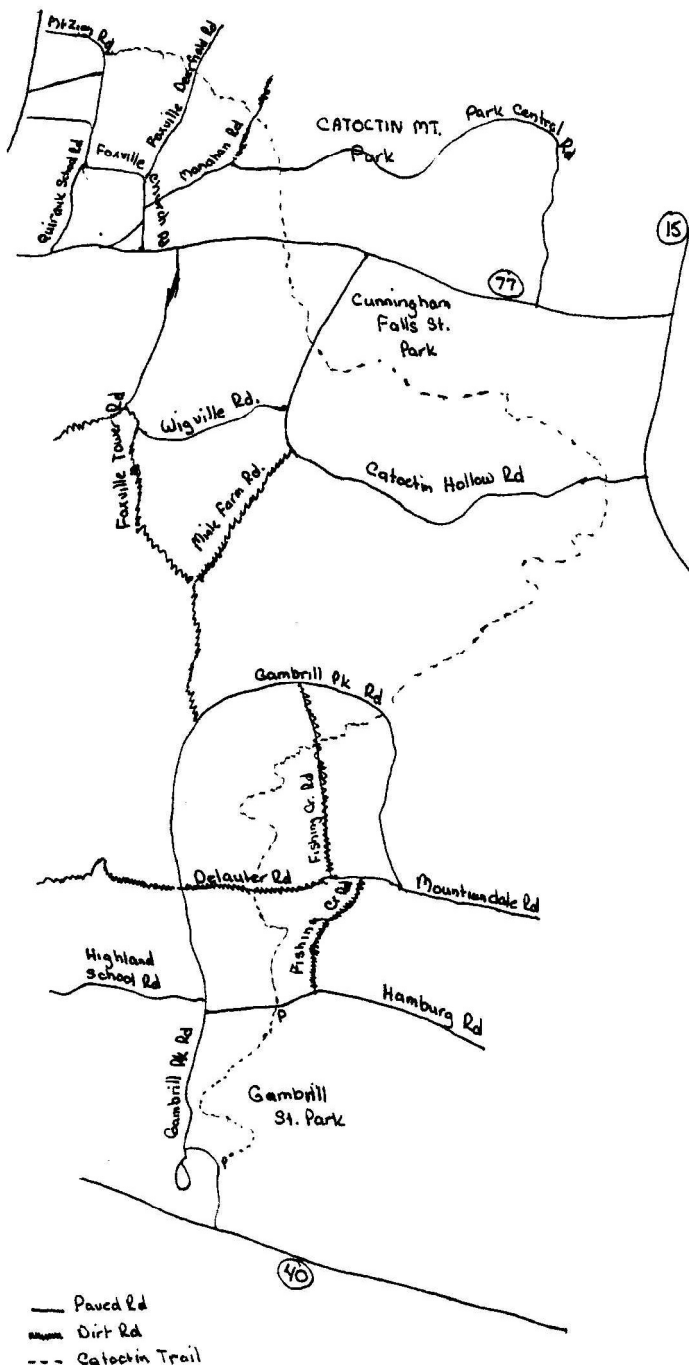 Mt Zion Rd
Foxville Deerfield Rd
Manahan Rd
CATOCTIN MT.
Park
Park Central
Rd
Quirauk School Rd
Foxville
Church Rd
15
77
Cunningham
Falls St.
Park
Foxville Tower Rd
Wigville Rd.
Mink Farm Rd.
Catoctin Hollow Rd
Gambrill Pk Rd
Fishing Cr. Rd
Delauter Rd
Mountiandale Rd
Fishing Cr Rd
Highland
School Rd
P
Hamburg Rd
Gambrill Pk Rd
Gambrill
St. Park
P
40
Paved Rd
Dirt Rd
Catoctin Trail